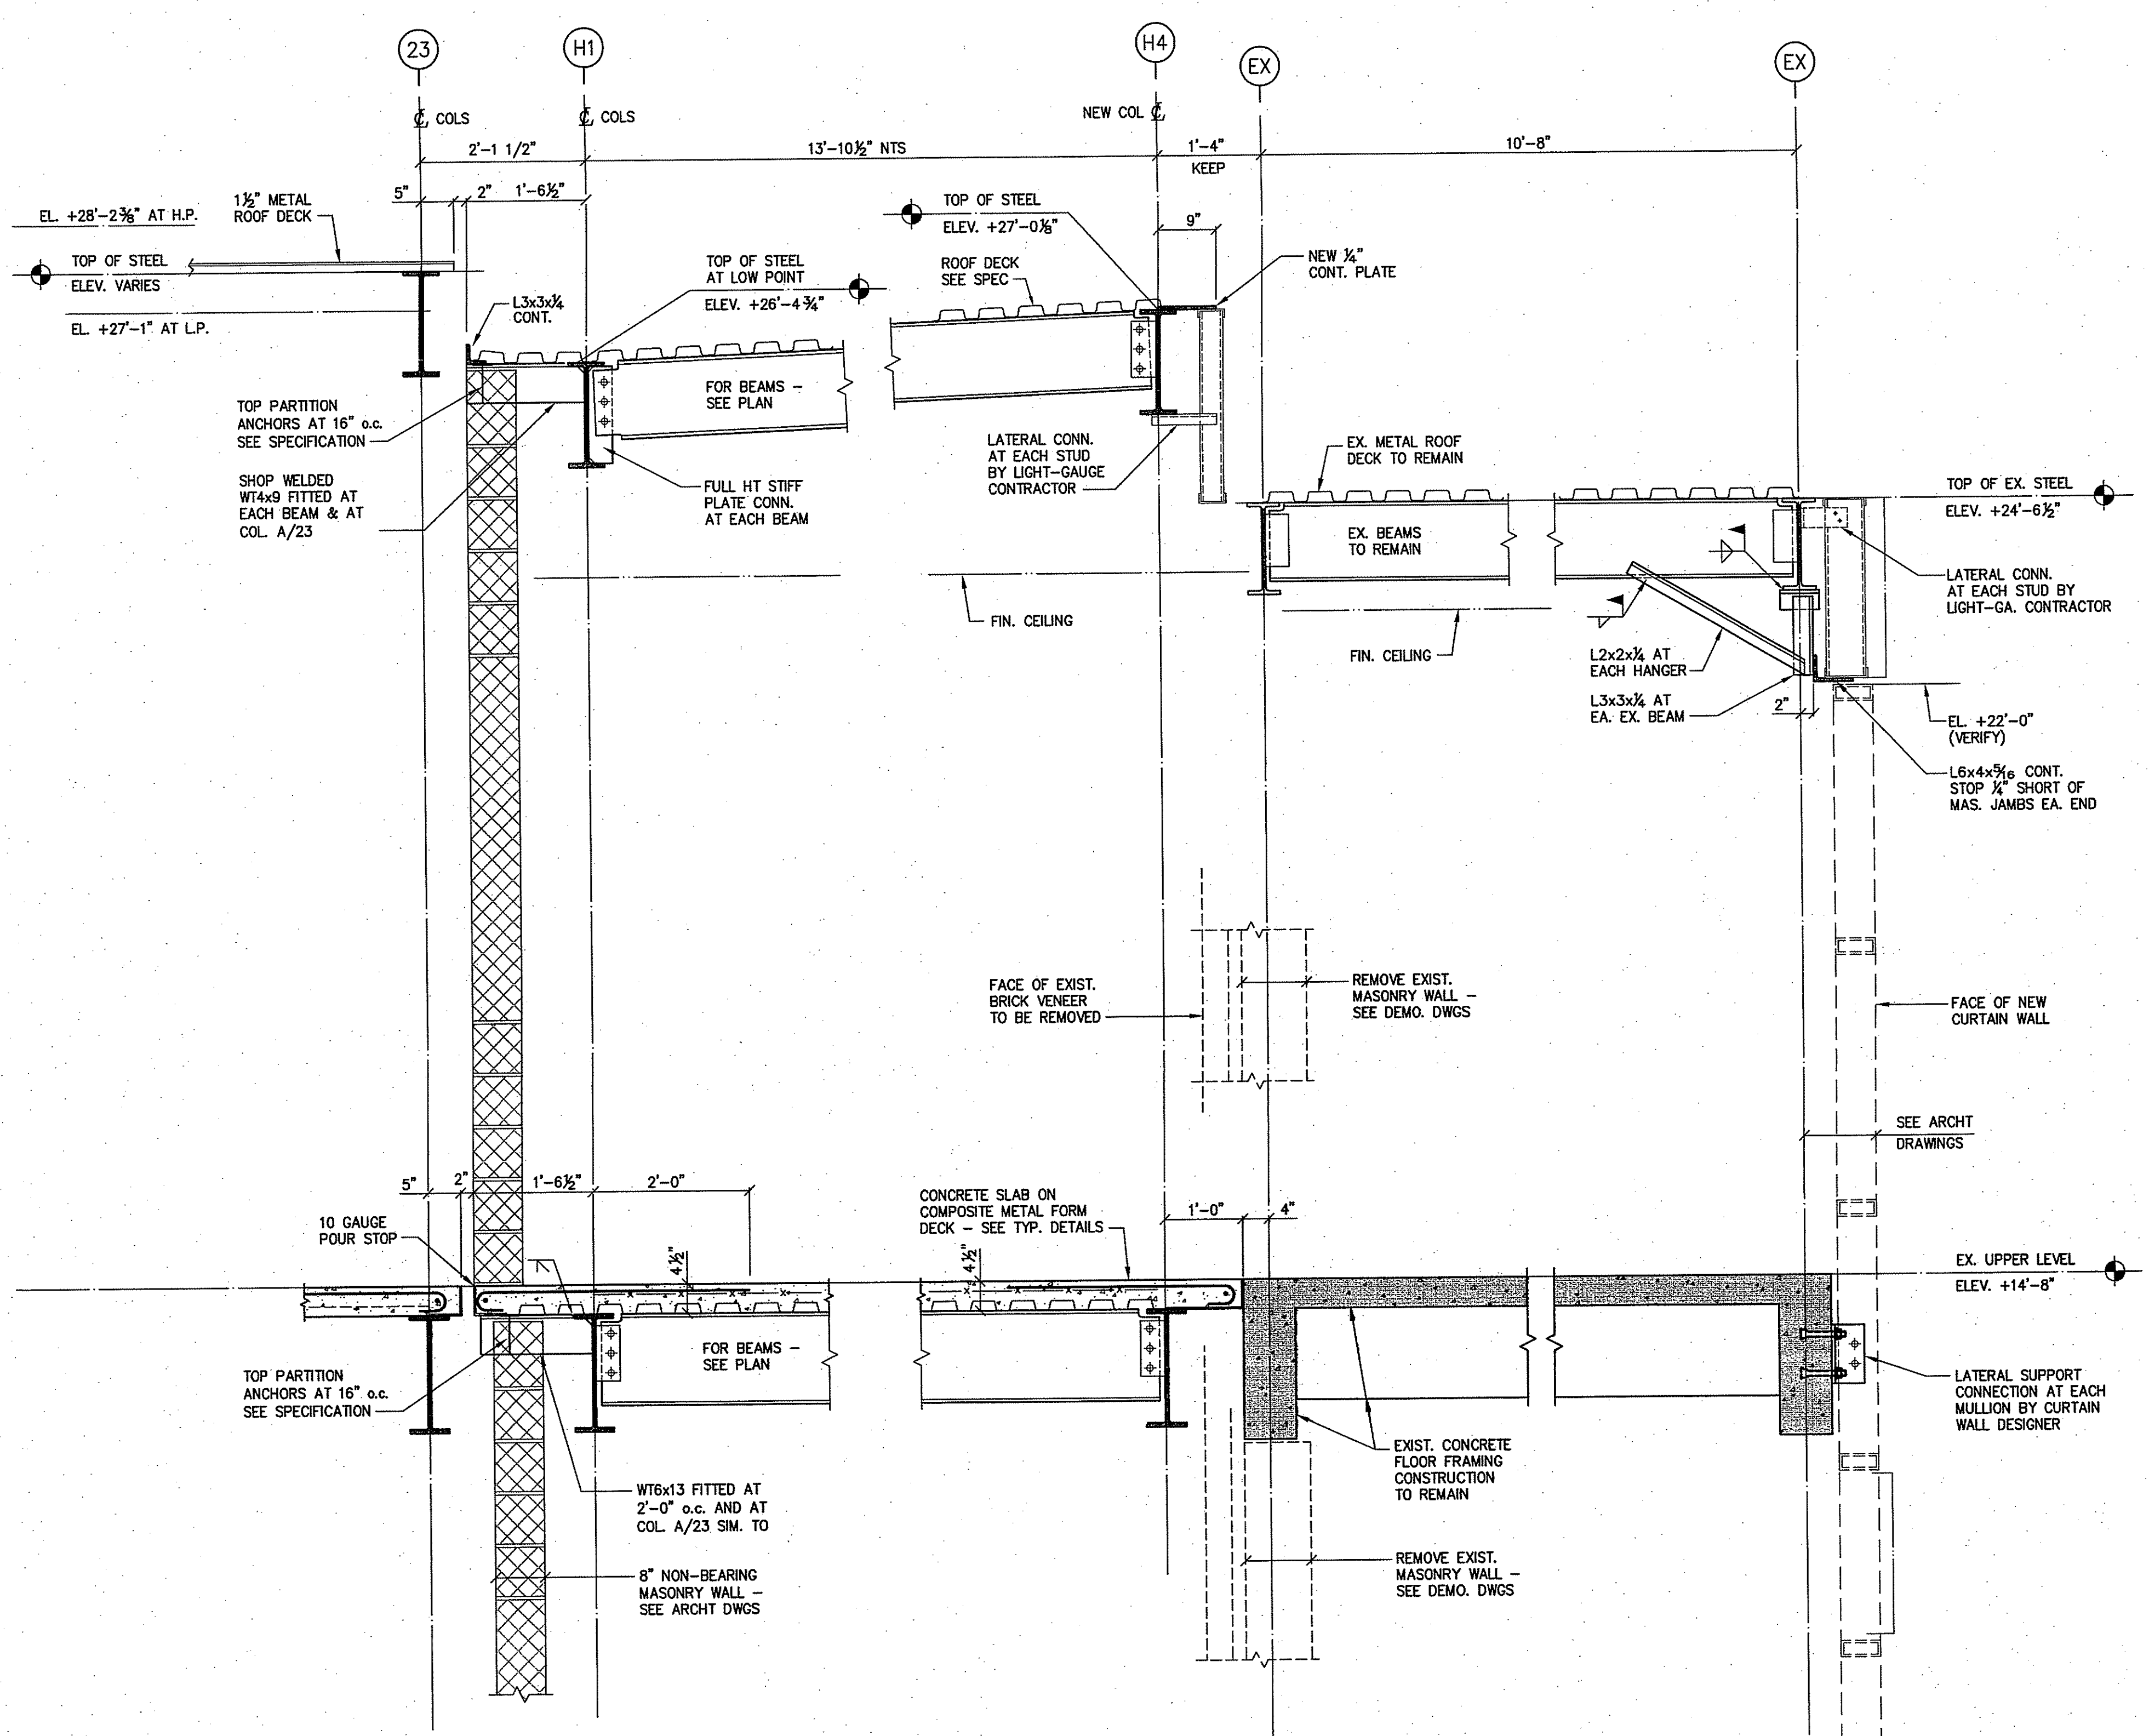 23
H1
H4
EX
EX
℄ COLS
℄ COLS
NEW COL ℄
2'-1 1/2"
13'-10½" NTS
1'-4"
KEEP
10'-8"
5"
2"
1'-6½"
EL. +28'-2⅜" AT H.P.
1½" METAL
ROOF DECK
TOP OF STEEL
ELEV. VARIES
EL. +27'-1" AT L.P.
L3x3x¼
CONT.
TOP OF STEEL
AT LOW POINT
ELEV. +26'-4¾"
TOP OF STEEL
ELEV. +27'-0⅛"
9"
ROOF DECK
SEE SPEC
NEW ¼"
CONT. PLATE
FOR BEAMS -
SEE PLAN
TOP PARTITION
ANCHORS AT 16" o.c.
SEE SPECIFICATION
SHOP WELDED
WT4x9 FITTED AT
EACH BEAM & AT
COL. A/23
FULL HT STIFF
PLATE CONN.
AT EACH BEAM
LATERAL CONN.
AT EACH STUD
BY LIGHT-GAUGE
CONTRACTOR
EX. METAL ROOF
DECK TO REMAIN
TOP OF EX. STEEL
ELEV. +24'-6½"
EX. BEAMS
TO REMAIN
LATERAL CONN.
AT EACH STUD BY
LIGHT-GA. CONTRACTOR
FIN. CEILING
FIN. CEILING
L2x2x¼ AT
EACH HANGER
L3x3x¼ AT
EA. EX. BEAM
2"
EL. +22'-0"
(VERIFY)
L6x4x5⁄16 CONT.
STOP ¼" SHORT OF
MAS. JAMBS EA. END
FACE OF EXIST.
BRICK VENEER
TO BE REMOVED
REMOVE EXIST.
MASONRY WALL -
SEE DEMO. DWGS
FACE OF NEW
CURTAIN WALL
SEE ARCHT
DRAWINGS
5"
2"
1'-6½"
2'-0"
10 GAUGE
POUR STOP
4½"
CONCRETE SLAB ON
COMPOSITE METAL FORM
DECK - SEE TYP. DETAILS
4½"
1'-0"
4"
EX. UPPER LEVEL
ELEV. +14'-8"
FOR BEAMS -
SEE PLAN
TOP PARTITION
ANCHORS AT 16" o.c.
SEE SPECIFICATION
LATERAL SUPPORT
CONNECTION AT EACH
MULLION BY CURTAIN
WALL DESIGNER
EXIST. CONCRETE
FLOOR FRAMING
CONSTRUCTION
TO REMAIN
WT6x13 FITTED AT
2'-0" o.c. AND AT
COL. A/23 SIM. TO
8" NON-BEARING
MASONRY WALL -
SEE ARCHT DWGS
REMOVE EXIST.
MASONRY WALL -
SEE DEMO. DWGS